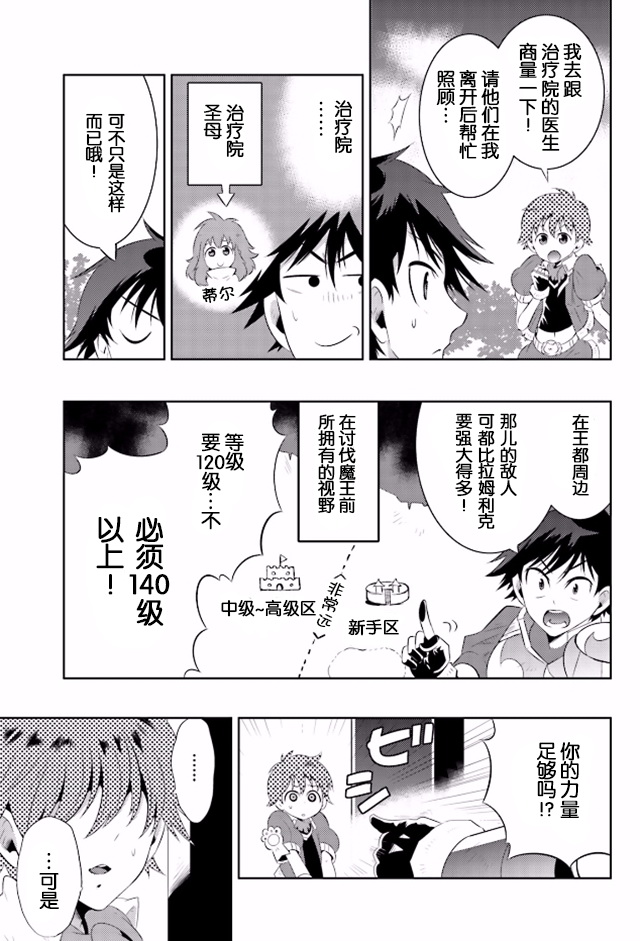 我去跟
治疗院的医生
商量一下！
请他们在我
离开后帮忙
照顾…
治疗院
……
治疗院
圣母
蒂尔
可不只是这样
而已哦！
在王都周边
那儿的敌人
可都比拉姆利克
要强大得多！
在讨伐魔王前
所拥有的视野
新手区
<非常远>
中级~高级区
等级
要120级…不
必须140级
以上！
你的力量
足够吗!?
ビビ
……
…可是